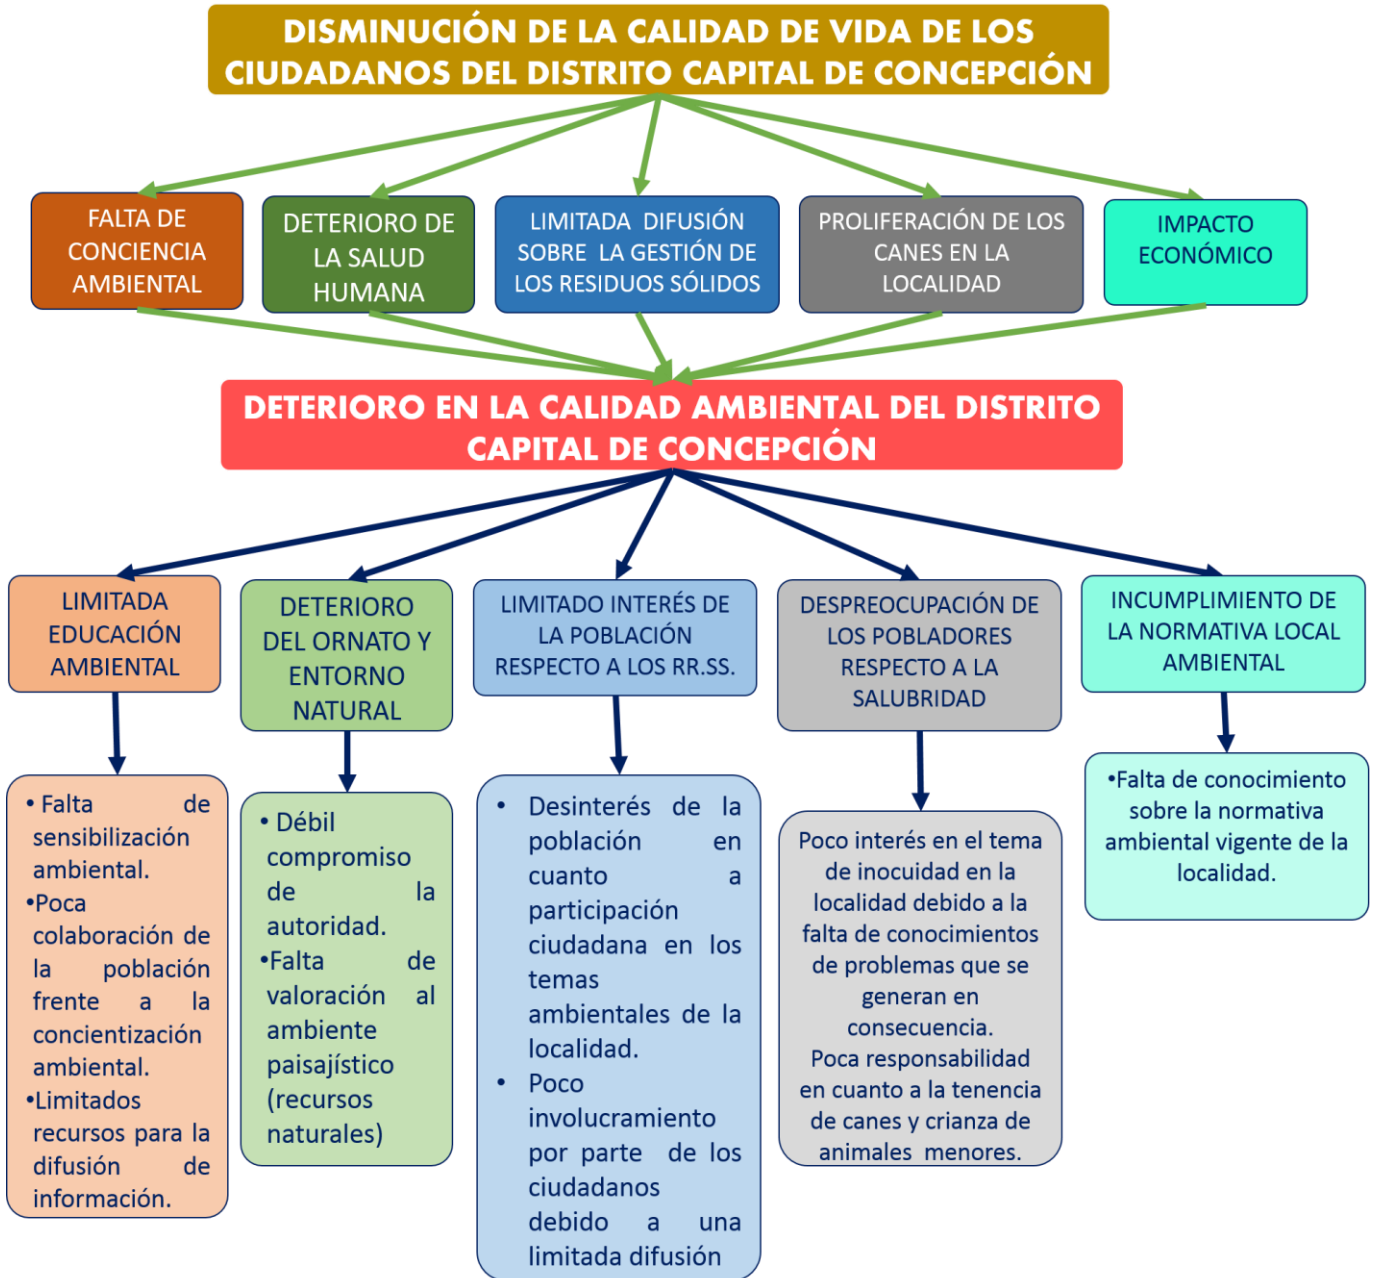 DISMINUCIÓN DE LA CALIDAD DE VIDA DE LOS
CIUDADANOS DEL DISTRITO CAPITAL DE CONCEPCIÓN
FALTA DE
CONCIENCIA
AMBIENTAL
DETERIORO DE
LA SALUD
HUMANA
LIMITADA DIFUSIÓN
SOBRE LA GESTIÓN DE
LOS RESIDUOS SÓLIDOS
PROLIFERACIÓN DE LOS
CANES EN LA
LOCALIDAD
IMPACTO
ECONÓMICO
DETERIORO EN LA CALIDAD AMBIENTAL DEL DISTRITO
CAPITAL DE CONCEPCIÓN
LIMITADA
EDUCACIÓN
AMBIENTAL
DETERIORO
DEL ORNATO Y
ENTORNO
NATURAL
LIMITADO INTERÉS DE
LA POBLACIÓN
RESPECTO A LOS RR.SS.
DESPREOCUPACIÓN DE
LOS POBLADORES
RESPECTO A LA
SALUBRIDAD
INCUMPLIMIENTO DE
LA NORMATIVA LOCAL
AMBIENTAL
• Falta de
sensibilización
ambiental.
•Poca
colaboración de
la población
frente a la
concientización
ambiental.
•Limitados
recursos para la
difusión de
información.
• Débil
compromiso
de la
autoridad.
•Falta de
valoración al
ambiente
paisajístico
(recursos
naturales)
• Desinterés de la
población en
cuanto a
participación
ciudadana en los
temas
ambientales de la
localidad.
• Poco
involucramiento
por parte de los
ciudadanos
debido a una
limitada difusión
Poco interés en el tema
de inocuidad en la
localidad debido a la
falta de conocimientos
de problemas que se
generan en
consecuencia.
Poca responsabilidad
en cuanto a la tenencia
de canes y crianza de
animales menores.
•Falta de conocimiento
sobre la normativa
ambiental vigente de la
localidad.